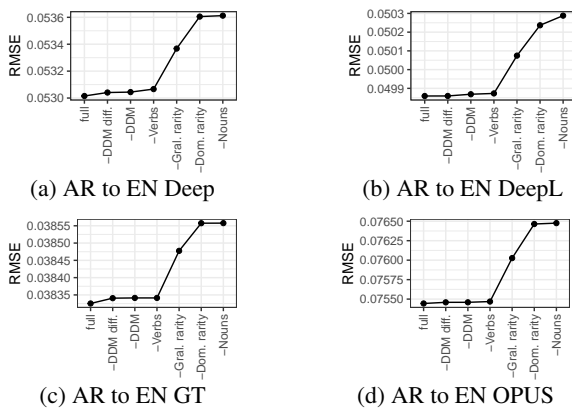 RMSE
0.0536
0.0534
0.0532
0.0530
full
−DDM diff.
−DDM
−Verbs
−Gral. rarity
−Dom. rarity
−Nouns
(a) AR to EN Deep
RMSE
0.0503
0.0502
0.0501
0.0500
0.0499
full
−DDM diff.
−DDM
−Verbs
−Gral. rarity
−Dom. rarity
−Nouns
(b) AR to EN DeepL
RMSE
0.03855
0.03850
0.03845
0.03840
0.03835
full
−DDM diff.
−DDM
−Verbs
−Gral. rarity
−Dom. rarity
−Nouns
(c) AR to EN GT
RMSE
0.07650
0.07625
0.07600
0.07575
0.07550
full
−DDM diff.
−DDM
−Verbs
−Gral. rarity
−Dom. rarity
−Nouns
(d) AR to EN OPUS